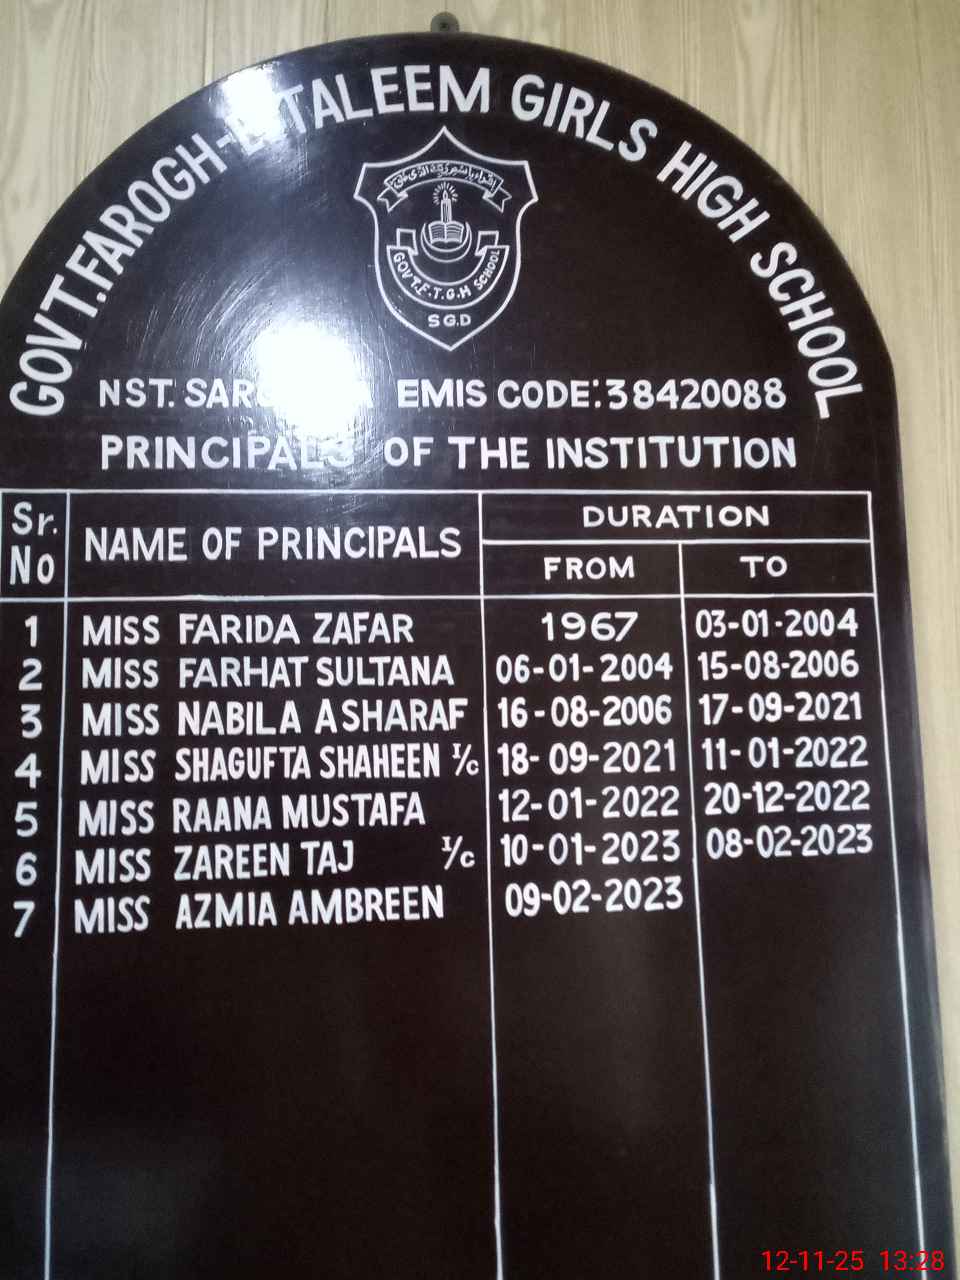 GOVT.FAROGH-E-TALEEM GIRLS HIGH SCHOOL
GOVT.F.T.G.H SCHOOL
SG.D
NST. SARGODHA EMIS CODE:38420088
PRINCIPALS OF THE INSTITUTION
Sr. No NAME OF PRINCIPALS DURATION
FROM TO
1 MISS FARIDA ZAFAR 1967 03-01-2004
2 MISS FARHAT SULTANA 06-01-2004 15-08-2006
3 MISS NABILA ASHARAF 16-08-2006 17-09-2021
4 MISS SHAGUFTA SHAHEEN I/C 18-09-2021 11-01-2022
5 MISS RAANA MUSTAFA 12-01-2022 20-12-2022
6 MISS ZAREEN TAJ I/C 10-01-2023 08-02-2023
7 MISS AZMIA AMBREEN 09-02-2023
12-11-25 13:28